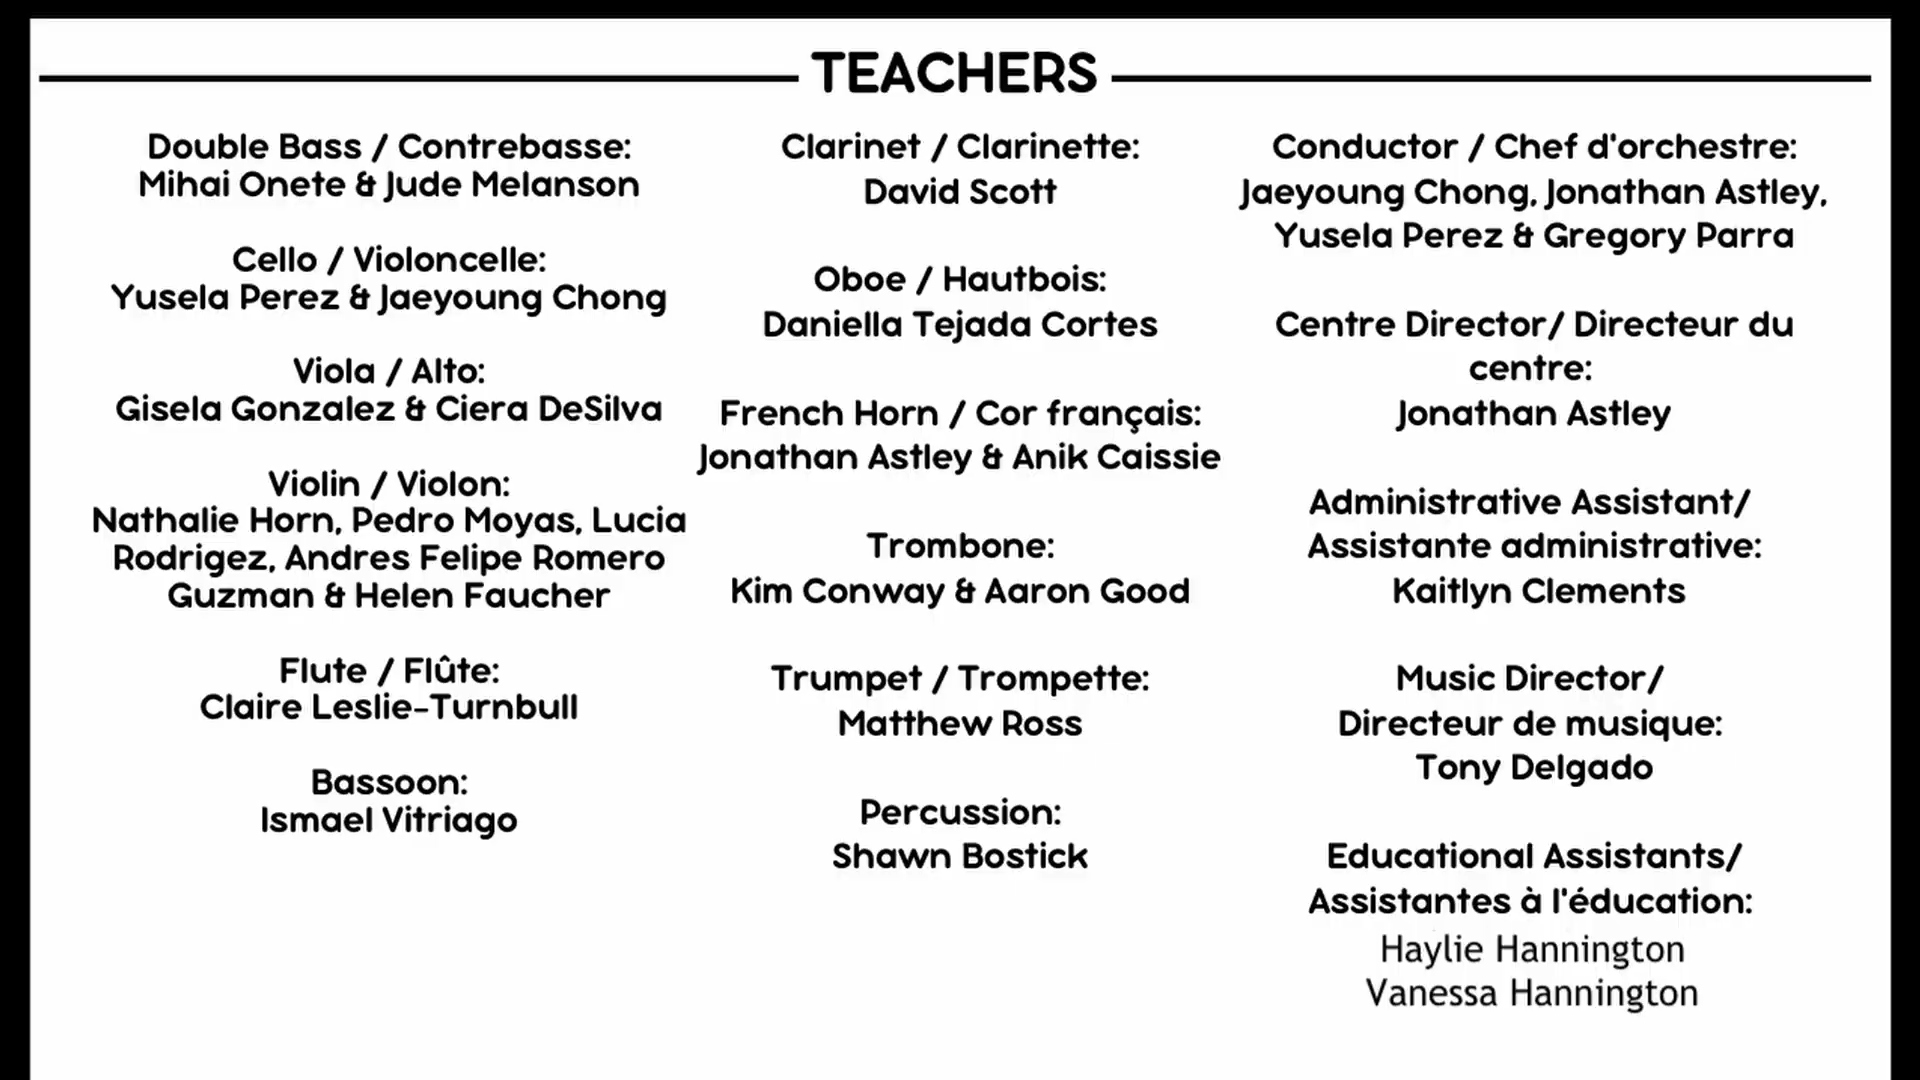 TEACHERS
Double Bass / Contrebasse:
Mihai Onete & Jude Melanson
Cello / Violoncelle:
Yusela Perez & Jaeyoung Chong
Viola / Alto:
Gisela Gonzalez & Ciera DeSilva
Violin / Violon:
Nathalie Horn, Pedro Moyas, Lucia
Rodrigez, Andres Felipe Romero
Guzman & Helen Faucher
Flute / Flûte:
Claire Leslie-Turnbull
Bassoon:
Ismael Vitriago
Clarinet / Clarinette:
David Scott
Oboe / Hautbois:
Daniella Tejada Cortes
French Horn / Cor français:
Jonathan Astley & Anik Caissie
Trombone:
Kim Conway & Aaron Good
Trumpet / Trompette:
Matthew Ross
Percussion:
Shawn Bostick
Conductor / Chef d'orchestre:
Jaeyoung Chong, Jonathan Astley,
Yusela Perez & Gregory Parra
Centre Director/ Directeur du
centre:
Jonathan Astley
Administrative Assistant/
Assistante administrative:
Kaitlyn Clements
Music Director/
Directeur de musique:
Tony Delgado
Educational Assistants/
Assistantes à l'éducation:
Haylie Hannington
Vanessa Hannington